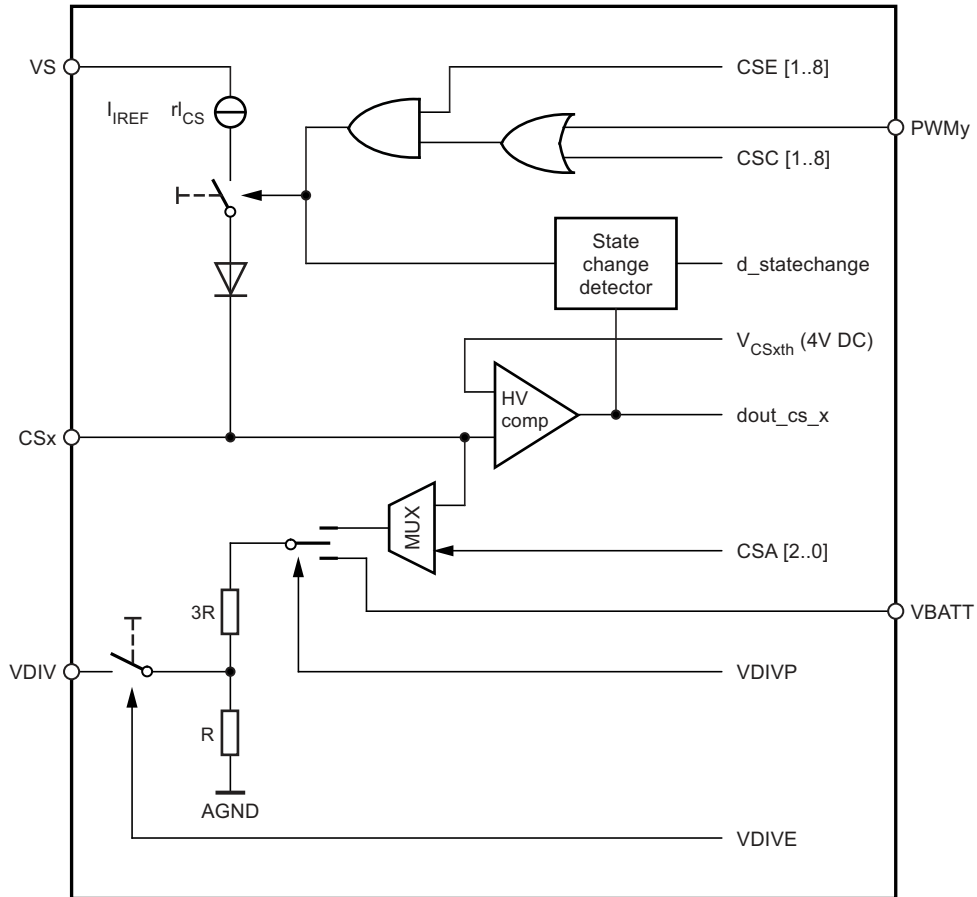 VS
CSE [1..8]
I_IREF rI_CS
PWMy
CSC [1..8]
State
change
detector
d_statechange
V_CSxth (4V DC)
HV
comp
dout_cs_x
CSx
MUX
CSA [2..0]
3R
VBATT
VDIV
VDIVP
R
AGND
VDIVE